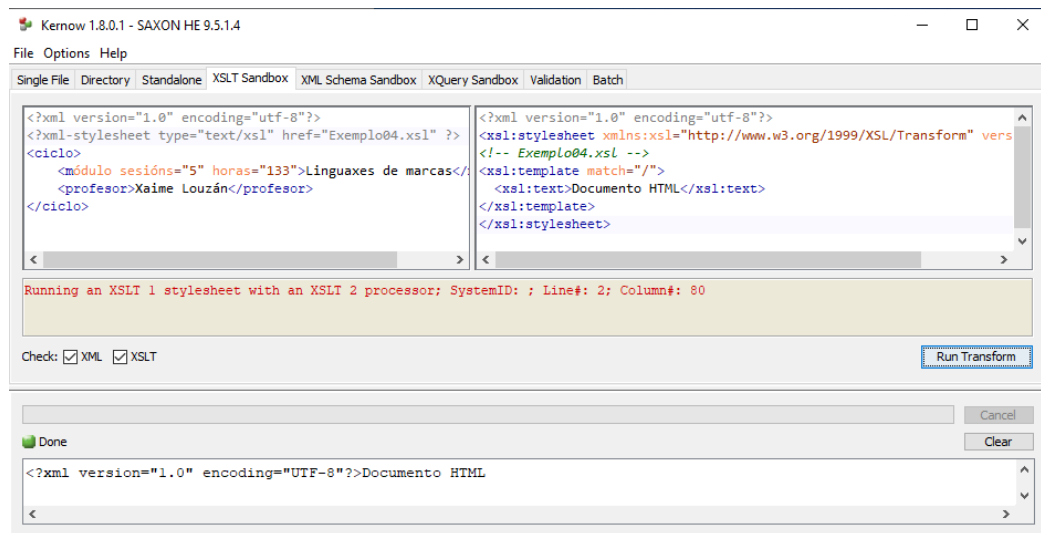 Kernow 1.8.0.1 - SAXON HE 9.5.1.4
File Options Help
Single File Directory Standalone XSLT Sandbox XML Schema Sandbox XQuery Sandbox Validation Batch
<?xml version="1.0" encoding="utf-8"?>
<?xml-stylesheet type="text/xsl" href="Exemplo04.xsl" ?>
<ciclo>
    <módulo sesións="5" horas="133">Linguaxes de marcas</
    <profesor>Xaime Louzán</profesor>
</ciclo>
<?xml version="1.0" encoding="utf-8"?>
<xsl:stylesheet xmlns:xsl="http://www.w3.org/1999/XSL/Transform" vers
<!-- Exemplo04.xsl -->
<xsl:template match="/">
  <xsl:text>Documento HTML</xsl:text>
</xsl:template>
</xsl:stylesheet>
Running an XSLT 1 stylesheet with an XSLT 2 processor; SystemID: ; Line#: 2; Column#: 80
Check: XML XSLT
Run Transform
Cancel
Done
Clear
<?xml version="1.0" encoding="UTF-8"?>Documento HTML